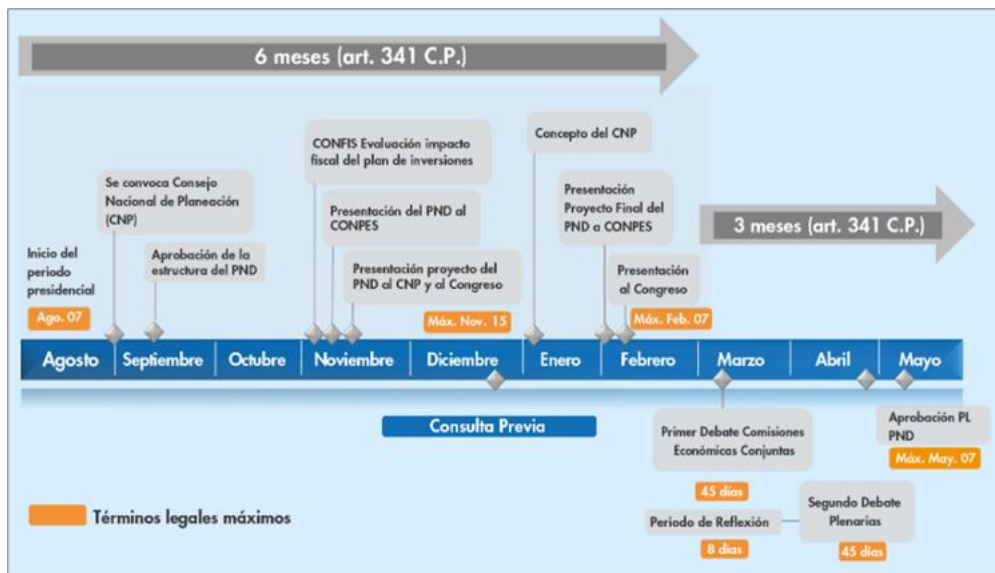 6 meses (art. 341 C.P.)
CONFIS Evaluación impacto
fiscal del plan de inversiones
Concepto del CNP
Se convoca Consejo
Nacional de Planeación
(CNP)
Presentación del PND al
CONPES
Presentación
Proyecto Final del
PND a CONPES
3 meses (art. 341 C.P.)
Inicio del
periodo
presidencial
Aprobación de la
estructura del PND
Presentación proyecto del
PND al CNP y al Congreso
Presentación
al Congreso
Ago. 07
Máx. Nov. 15
Máx. Feb. 07
Agosto
Septiembre
Octubre
Noviembre
Diciembre
Enero
Febrero
Marzo
Abril
Mayo
Consulta Previa
Primer Debate Comisiones
Económicas Conjuntas
Aprobación PL
PND
Máx. May. 07
45 días
Periodo de Reflexión
8 días
Segundo Debate
Plenarias
45 días
Términos legales máximos